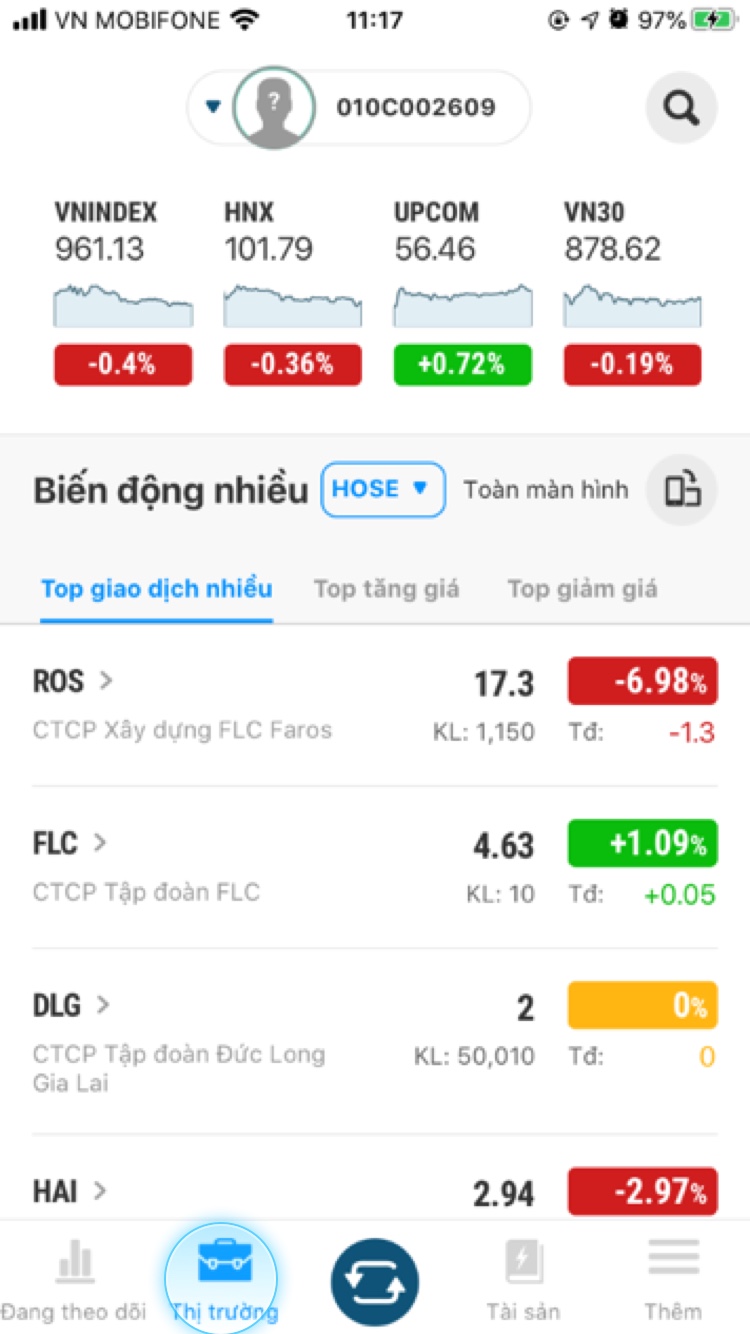 VN MOBIFONE 11:17 97%
? 010C002609
VNINDEX HNX UPCOM VN30
961.13 101.79 56.46 878.62
-0.4% -0.36% +0.72% -0.19%
Biến động nhiều HOSE ▼ Toàn màn hình
Top giao dịch nhiều Top tăng giá Top giảm giá
ROS > 17.3 -6.98%
CTCP Xây dựng FLC Faros KL: 1,150 Tđ: -1.3
FLC > 4.63 +1.09%
CTCP Tập đoàn FLC KL: 10 Tđ: +0.05
DLG > 2 0%
CTCP Tập đoàn Đức Long KL: 50,010 Tđ: 0
Gia Lai
HAI > 2.94 -2.97%
Đang theo dõi Thị trường Tài sản Thêm